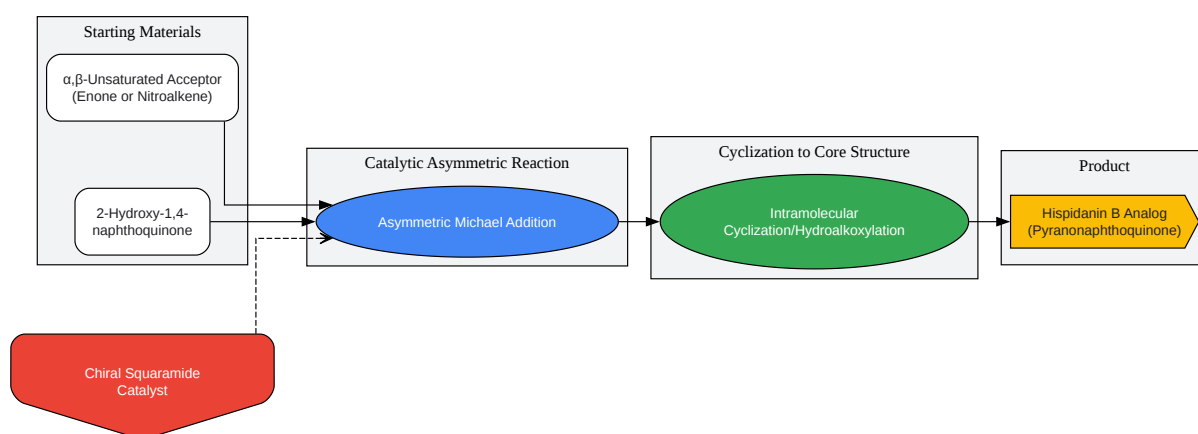 Starting Materials
α,β-Unsaturated Acceptor
(Enone or Nitroalkene)
2-Hydroxy-1,4-
naphthoquinone
Catalytic Asymmetric Reaction
Asymmetric Michael Addition
Cyclization to Core Structure
Intramolecular
Cyclization/Hydroalkoxylation
Product
Hispidanin B Analog
(Pyranonaphthoquinone)
Chiral Squaramide
Catalyst